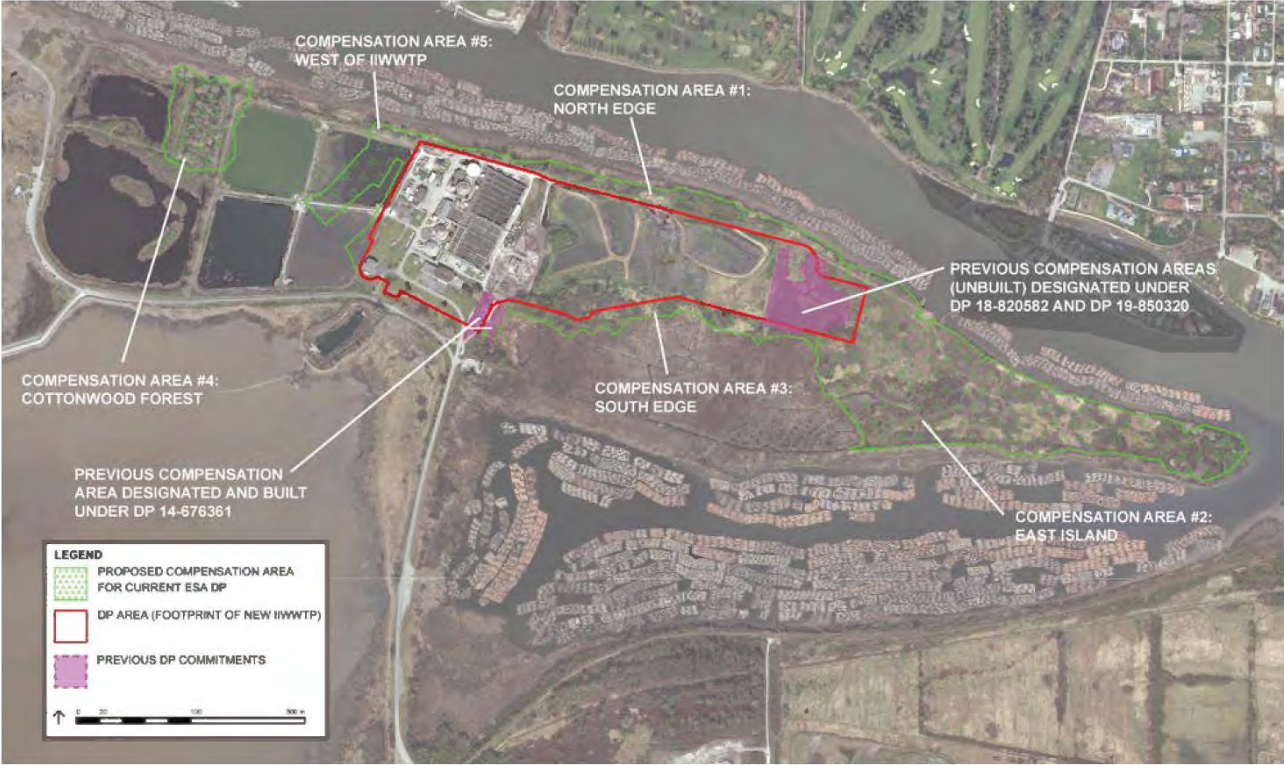 COMPENSATION AREA #5:
WEST OF IIWWTP
COMPENSATION AREA #1:
NORTH EDGE
PREVIOUS COMPENSATION AREAS
(UNBUILT) DESIGNATED UNDER
DP 18-820582 AND DP 19-850320
COMPENSATION AREA #4:
COTTONWOOD FOREST
COMPENSATION AREA #3:
SOUTH EDGE
PREVIOUS COMPENSATION
AREA DESIGNATED AND BUILT
UNDER DP 14-676361
COMPENSATION AREA #2:
EAST ISLAND
LEGEND
PROPOSED COMPENSATION AREA
FOR CURRENT ESA DP
DP AREA (FOOTPRINT OF NEW IIWWTP)
PREVIOUS DP COMMITMENTS
0 20 100 m